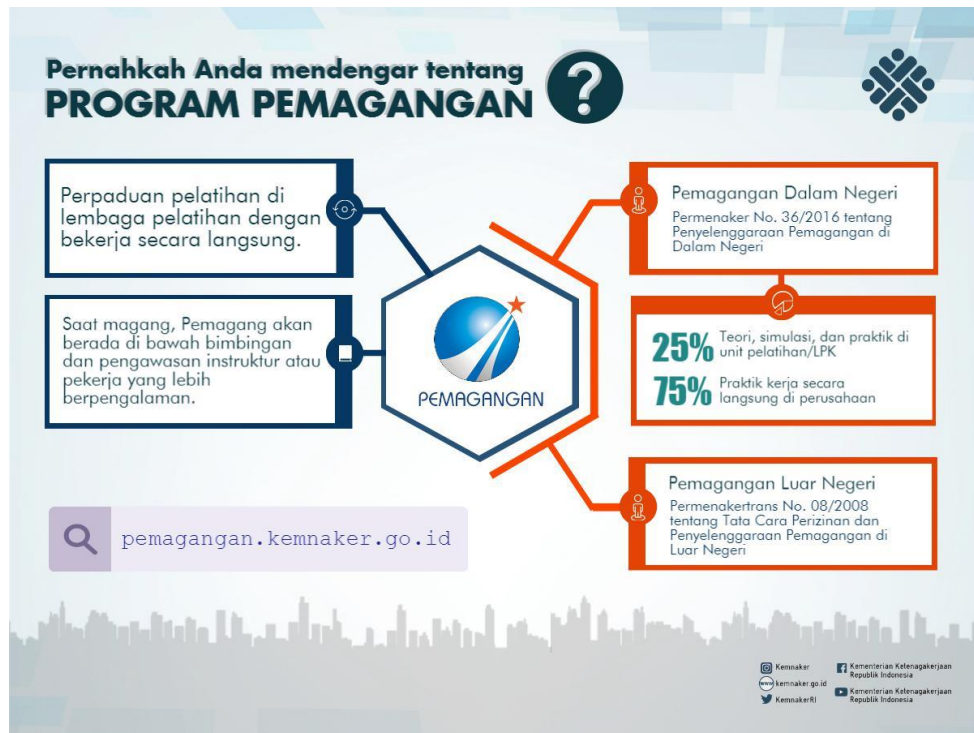 Pernahkah Anda mendengar tentang
PROGRAM PEMAGANGAN
?
Perpaduan pelatihan di
lembaga pelatihan dengan
bekerja secara langsung.
Saat magang, Pemagang akan
berada di bawah bimbingan
dan pengawasan instruktur atau
pekerja yang lebih
berpengalaman.
PEMAGANGAN
Pemagangan Dalam Negeri
Permenaker No. 36/2016 tentang
Penyelenggaraan Pemagangan di
Dalam Negeri
25% Teori, simulasi, dan praktik di
unit pelatihan/LPK
75% Praktik kerja secara
langsung di perusahaan
Pemagangan Luar Negeri
Permenakertrans No. 08/2008
tentang Tata Cara Perizinan dan
Penyelenggaraan Pemagangan di
Luar Negeri
pemagangan.kemnaker.go.id
Kemnaker
www kemnaker.go.id
KemnakerRI
Kementerian Ketenagakerjaan
Republik Indonesia
Kementerian Ketenagakerjaan
Republik Indonesia